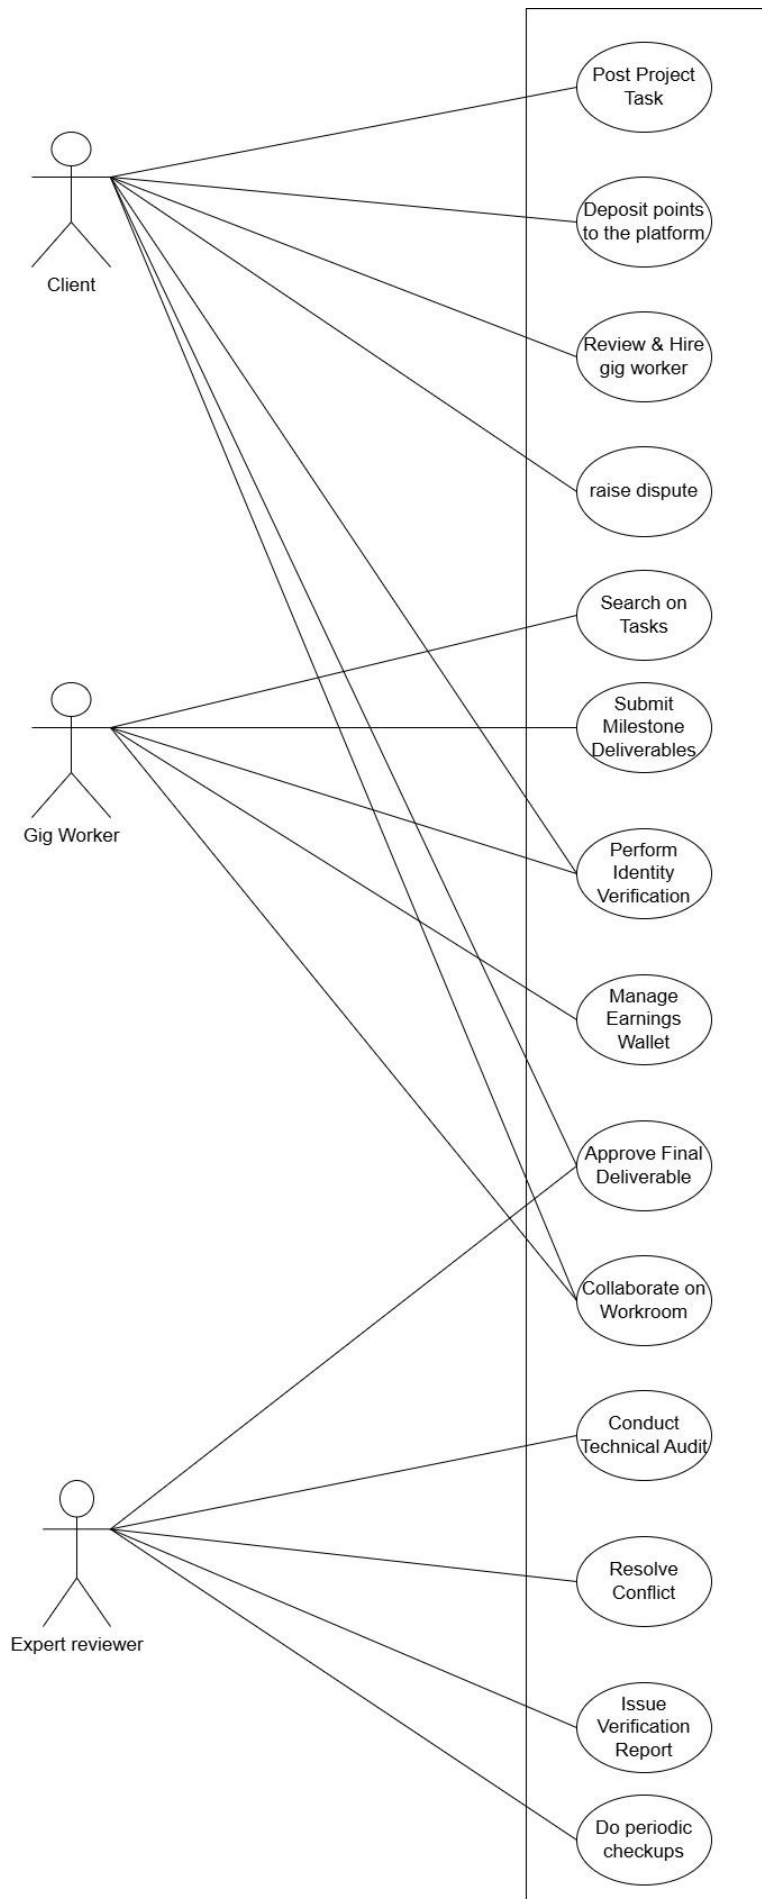 Post Project
Task
Client
Deposit points
to the platform
Review & Hire
gig worker
raise dispute
Search on
Tasks
Gig Worker
Submit
Milestone
Deliverables
Perform
Identity
Verification
Manage
Earnings
Wallet
Approve Final
Deliverable
Collaborate on
Workroom
Conduct
Technical Audit
Expert reviewer
Resolve
Conflict
Issue
Verification
Report
Do periodic
checkups